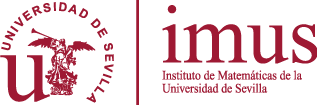 UNIVERSIDAD DE SEVILLA
u
imus
Instituto de Matemáticas de la
Universidad de Sevilla